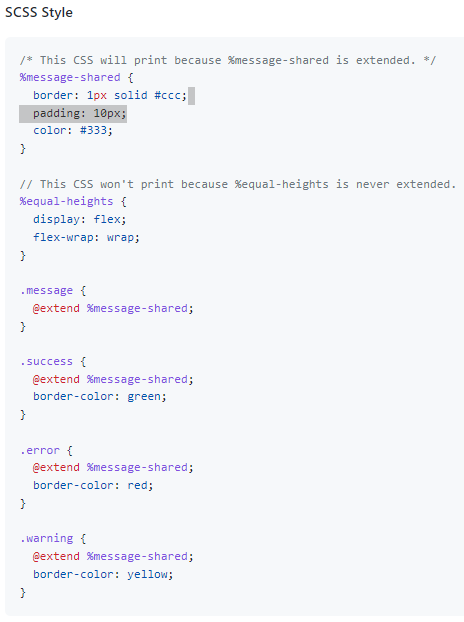 SCSS Style
/* This CSS will print because %message-shared is extended. */
%message-shared {
  border: 1px solid #ccc;
  padding: 10px;
  color: #333;
}

// This CSS won't print because %equal-heights is never extended.
%equal-heights {
  display: flex;
  flex-wrap: wrap;
}

.message {
  @extend %message-shared;
}

.success {
  @extend %message-shared;
  border-color: green;
}

.error {
  @extend %message-shared;
  border-color: red;
}

.warning {
  @extend %message-shared;
  border-color: yellow;
}